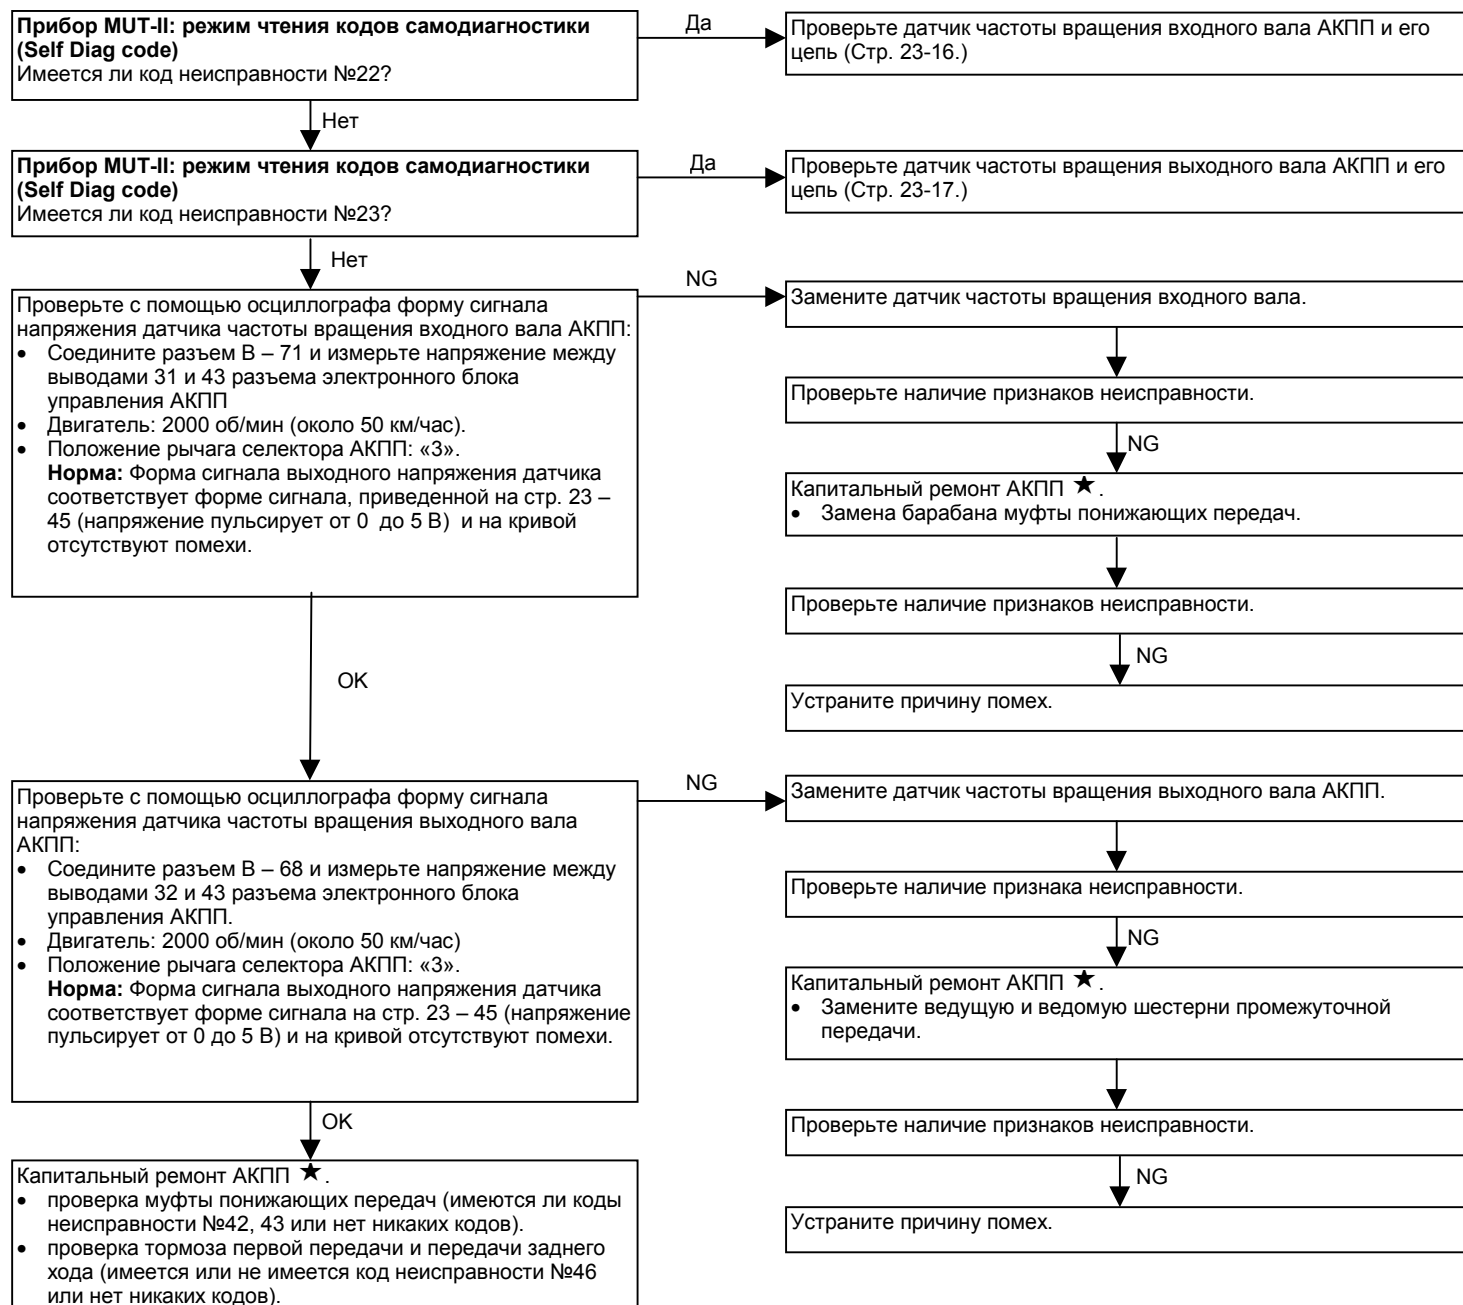 Прибор MUT-II: режим чтения кодов самодиагностики
(Self Diag code)
Имеется ли код неисправности №22?
Да
Проверьте датчик частоты вращения входного вала АКПП и его
цепь (Стр. 23-16.)
Нет
Прибор MUT-II: режим чтения кодов самодиагностики
(Self Diag code)
Имеется ли код неисправности №23?
Да
Проверьте датчик частоты вращения выходного вала АКПП и его
цепь (Стр. 23-17.)
Нет
Проверьте с помощью осциллографа форму сигнала
напряжения датчика частоты вращения входного вала АКПП:
• Соедините разъем В – 71 и измерьте напряжение между
выводами 31 и 43 разъема электронного блока
управления АКПП
• Двигатель: 2000 об/мин (около 50 км/час).
• Положение рычага селектора АКПП: «3».
Норма: Форма сигнала выходного напряжения датчика
соответствует форме сигнала, приведенной на стр. 23 –
45 (напряжение пульсирует от 0 до 5 В) и на кривой
отсутствуют помехи.
NG
Замените датчик частоты вращения входного вала.
Проверьте наличие признаков неисправности.
NG
Капитальный ремонт АКПП ★.
• Замена барабана муфты понижающих передач.
Проверьте наличие признаков неисправности.
NG
Устраните причину помех.
OK
Проверьте с помощью осциллографа форму сигнала
напряжения датчика частоты вращения выходного вала
АКПП:
• Соедините разъем В – 68 и измерьте напряжение между
выводами 32 и 43 разъема электронного блока
управления АКПП.
• Двигатель: 2000 об/мин (около 50 км/час)
• Положение рычага селектора АКПП: «3».
Норма: Форма сигнала выходного напряжения датчика
соответствует форме сигнала на стр. 23 – 45 (напряжение
пульсирует от 0 до 5 В) и на кривой отсутствуют помехи.
NG
Замените датчик частоты вращения выходного вала АКПП.
Проверьте наличие признака неисправности.
NG
Капитальный ремонт АКПП ★.
• Замените ведущую и ведомую шестерни промежуточной
передачи.
Проверьте наличие признаков неисправности.
NG
Устраните причину помех.
OK
Капитальный ремонт АКПП ★.
• проверка муфты понижающих передач (имеются ли коды
неисправности №42, 43 или нет никаких кодов).
• проверка тормоза первой передачи и передачи заднего
хода (имеется или не имеется код неисправности №46
или нет никаких кодов).